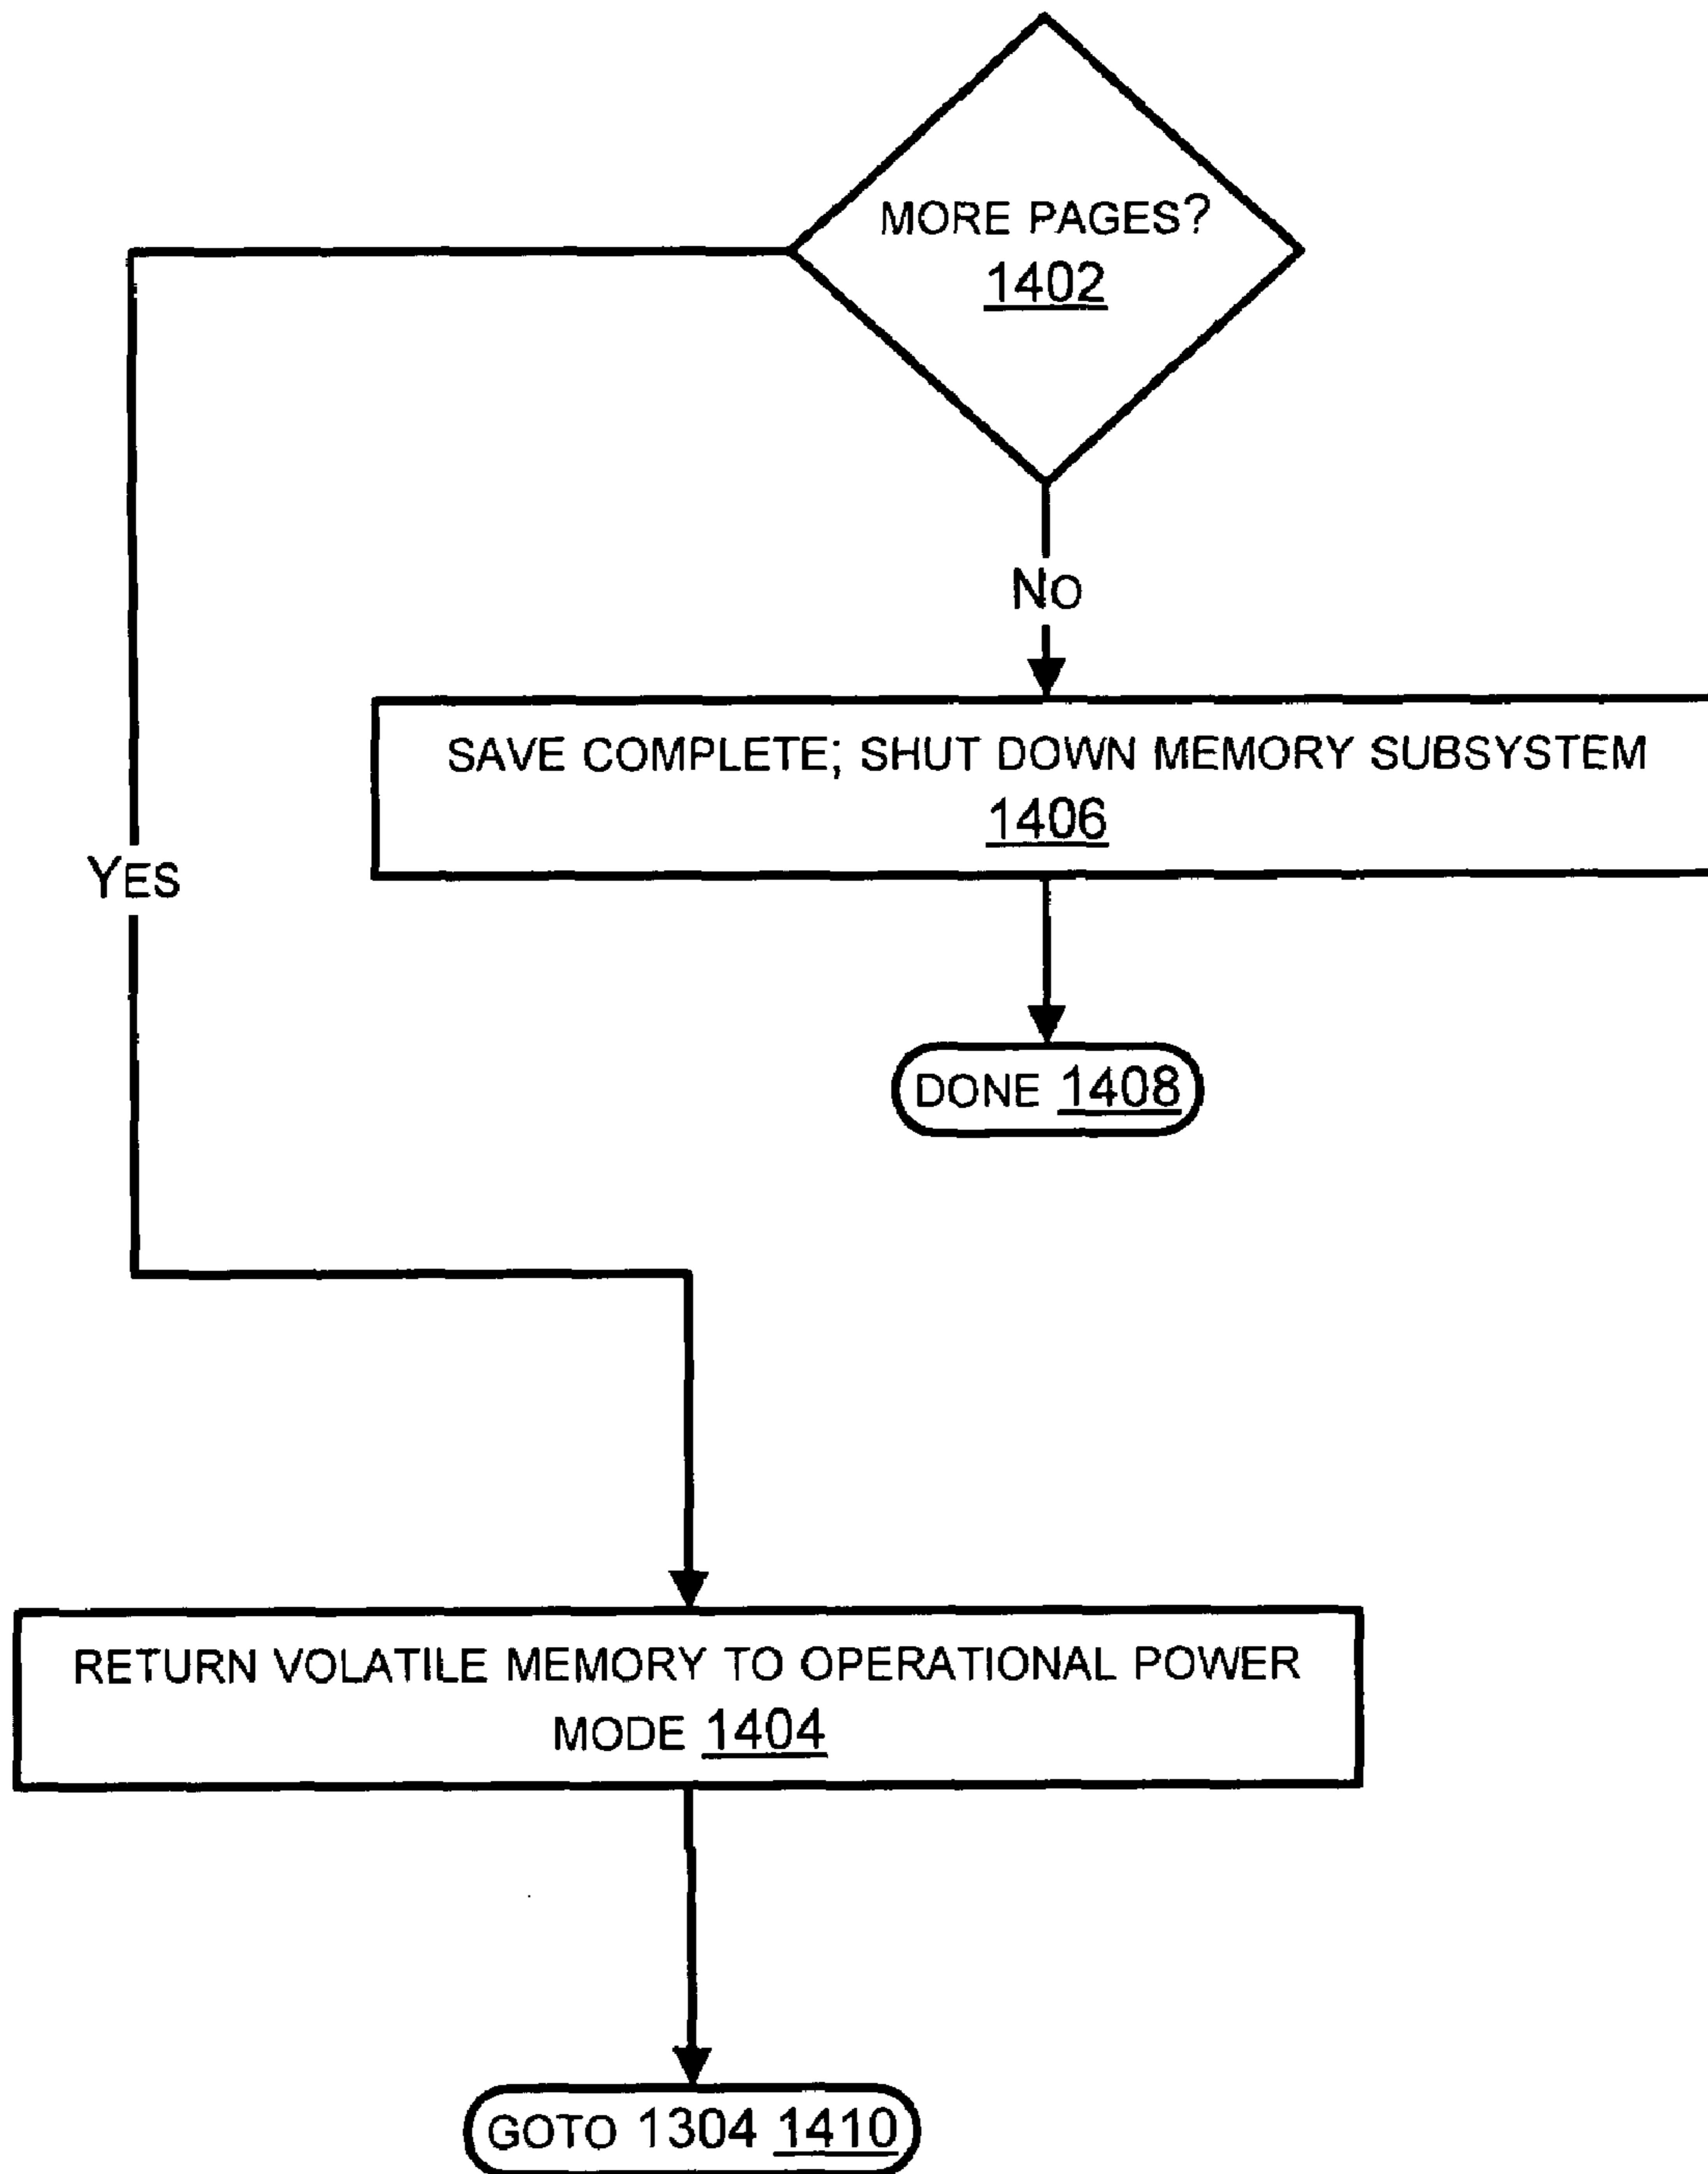 MORE PAGES?
1402
NO
SAVE COMPLETE; SHUT DOWN MEMORY SUBSYSTEM
1406
YES
DONE 1408
RETURN VOLATILE MEMORY TO OPERATIONAL POWER
MODE 1404
GOTO 1304 1410